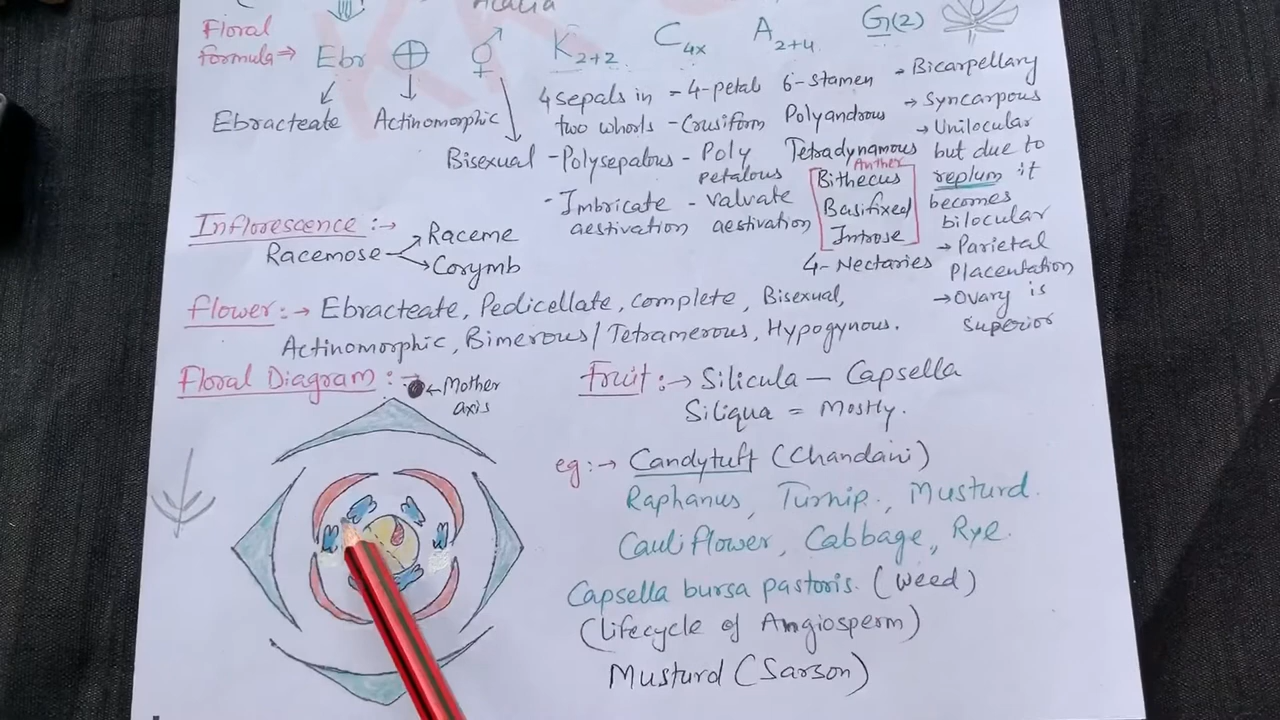 Floral formula→ Ebr ⊕ ⚥ K2+2 C4x A2+4 G(2)
Ebracteate Actinomorphic Bisexual
4 sepals in two whorls
-Polysepalous
-Imbricate aestivation
-4-petal
-Crusiform
-Poly petalous
-Valvate aestivation
6-stamen
Polyandrous
Tetradynamous
Anther
Bithecus
Basifixed
Introse
4-Nectaries
→Bicarpellary
→Syncarpous
→Unilocular
but due to
replum it
becomes
bilocular
→Parietal
Placentation
→Ovary is
superior
Inflorescence:→
Racemose Raceme
Corymb
flower:→ Ebracteate, Pedicellate, complete, Bisexual,
Actinomorphic, Bimerous/Tetramerous, Hypogynous.
Floral Diagram:→ ←Mother
axis
Fruit:→ Silicula — Capsella
Siliqua = Mostly.
eg:→ Candytuft (Chandani)
Raphanus, Turnip, Musturd.
Cauliflower, Cabbage, Rye.
Capsella bursa pastoris. (weed)
(lifecycle of Angiosperm)
Musturd (Sarson)